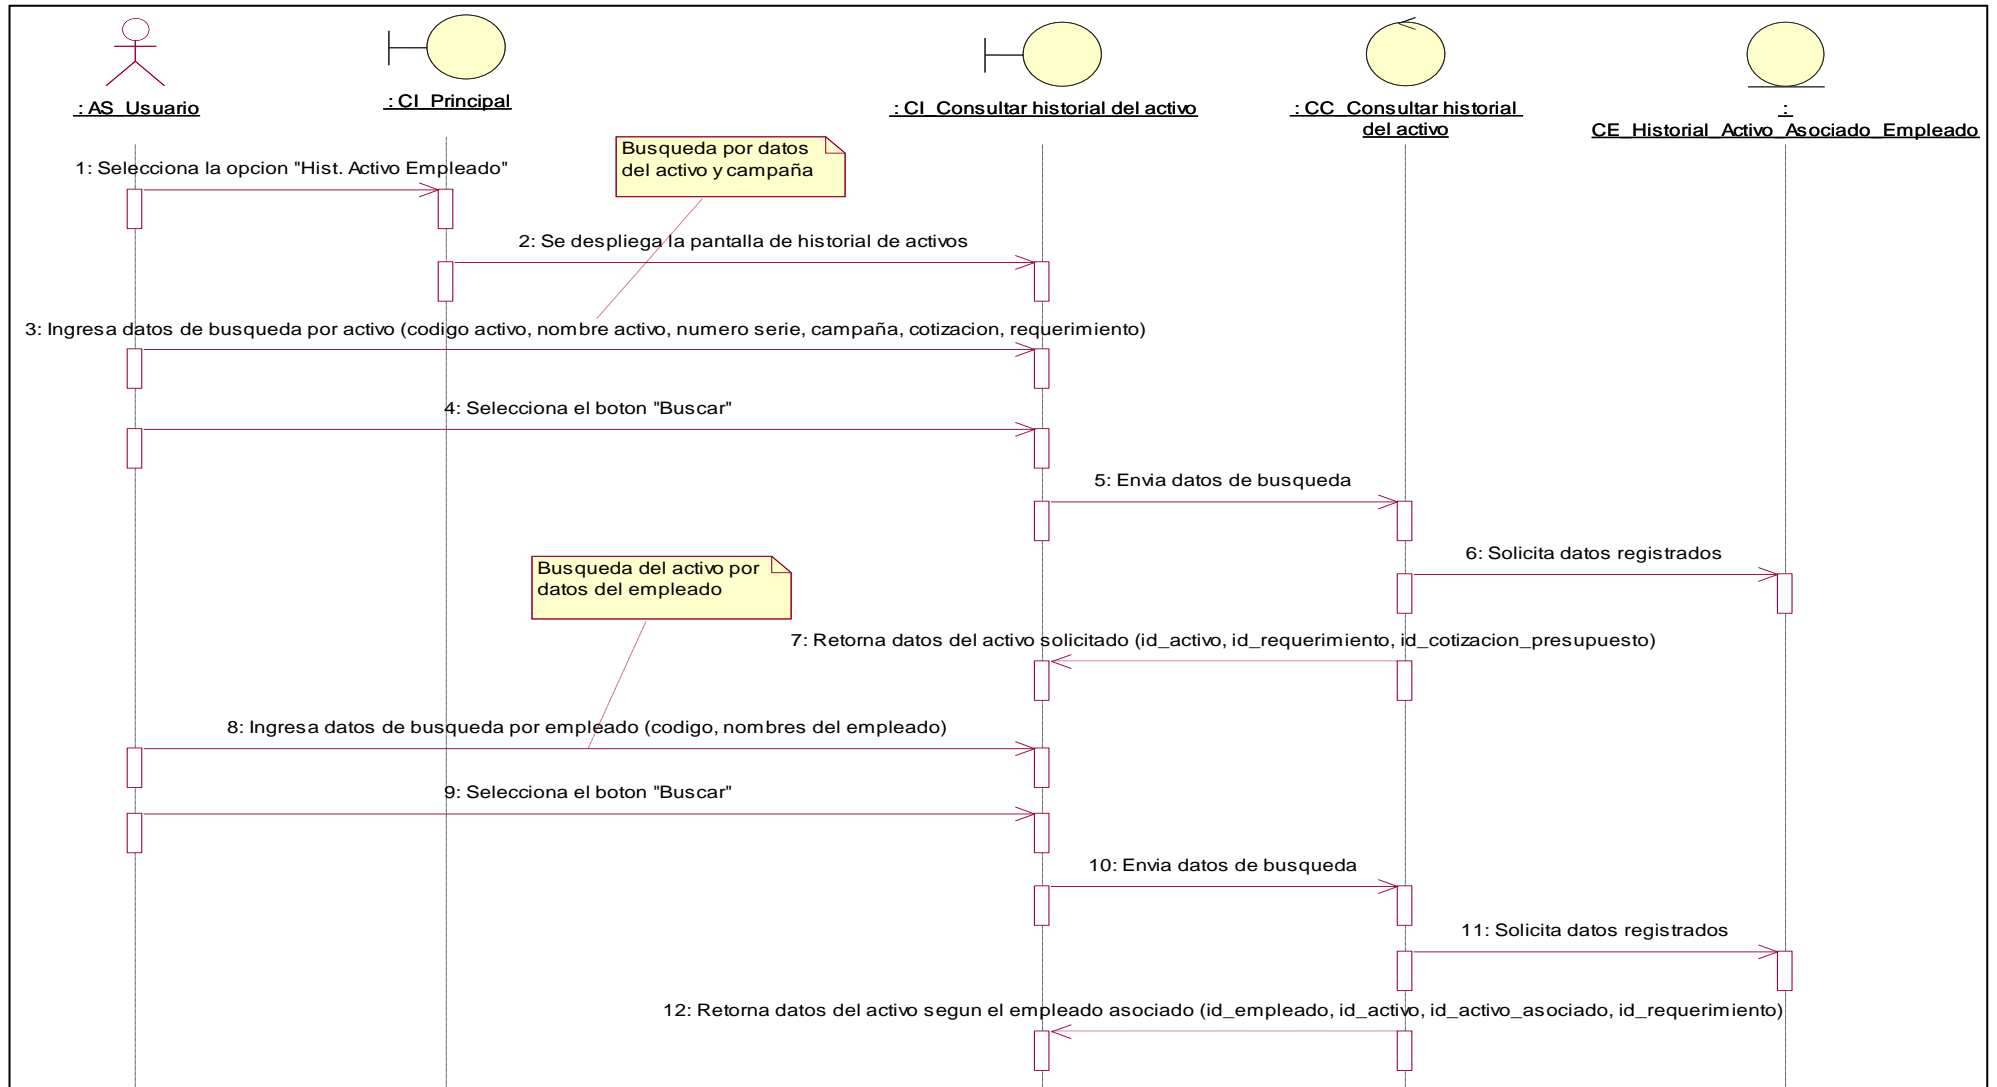 : AS_Usuario
: CI_Principal
: CI_Consultar historial del activo
: CC_Consultar historial
del activo
:
CE_Historial_Activo_Asociado_Empleado
Busqueda por datos
del activo y campaña
1: Selecciona la opcion "Hist. Activo Empleado"
2: Se despliega la pantalla de historial de activos
3: Ingresa datos de busqueda por activo (codigo activo, nombre activo, numero serie, campaña, cotizacion, requerimiento)
4: Selecciona el boton "Buscar"
5: Envia datos de busqueda
6: Solicita datos registrados
Busqueda del activo por
datos del empleado
7: Retorna datos del activo solicitado (id_activo, id_requerimiento, id_cotizacion_presupuesto)
8: Ingresa datos de busqueda por empleado (codigo, nombres del empleado)
9: Selecciona el boton "Buscar"
10: Envia datos de busqueda
11: Solicita datos registrados
12: Retorna datos del activo segun el empleado asociado (id_empleado, id_activo, id_activo_asociado, id_requerimiento)